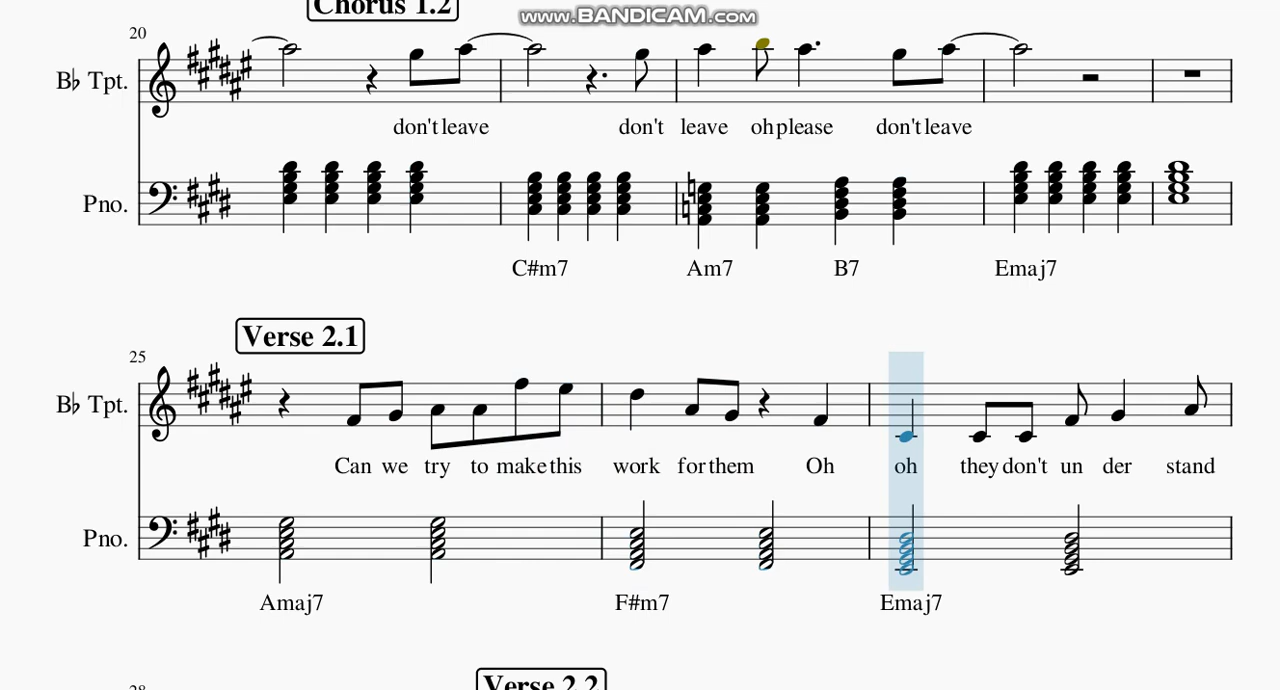 Chorus 1.2
www.BANDICAM.com
20
B♭ Tpt.
don't leave don't leave oh please don't leave
Pno.
C#m7 Am7 B7 Emaj7
Verse 2.1
25
B♭ Tpt.
Can we try to make this work for them Oh oh they don't un der stand
Pno.
Amaj7 F#m7 Emaj7
28
Verse 2.2